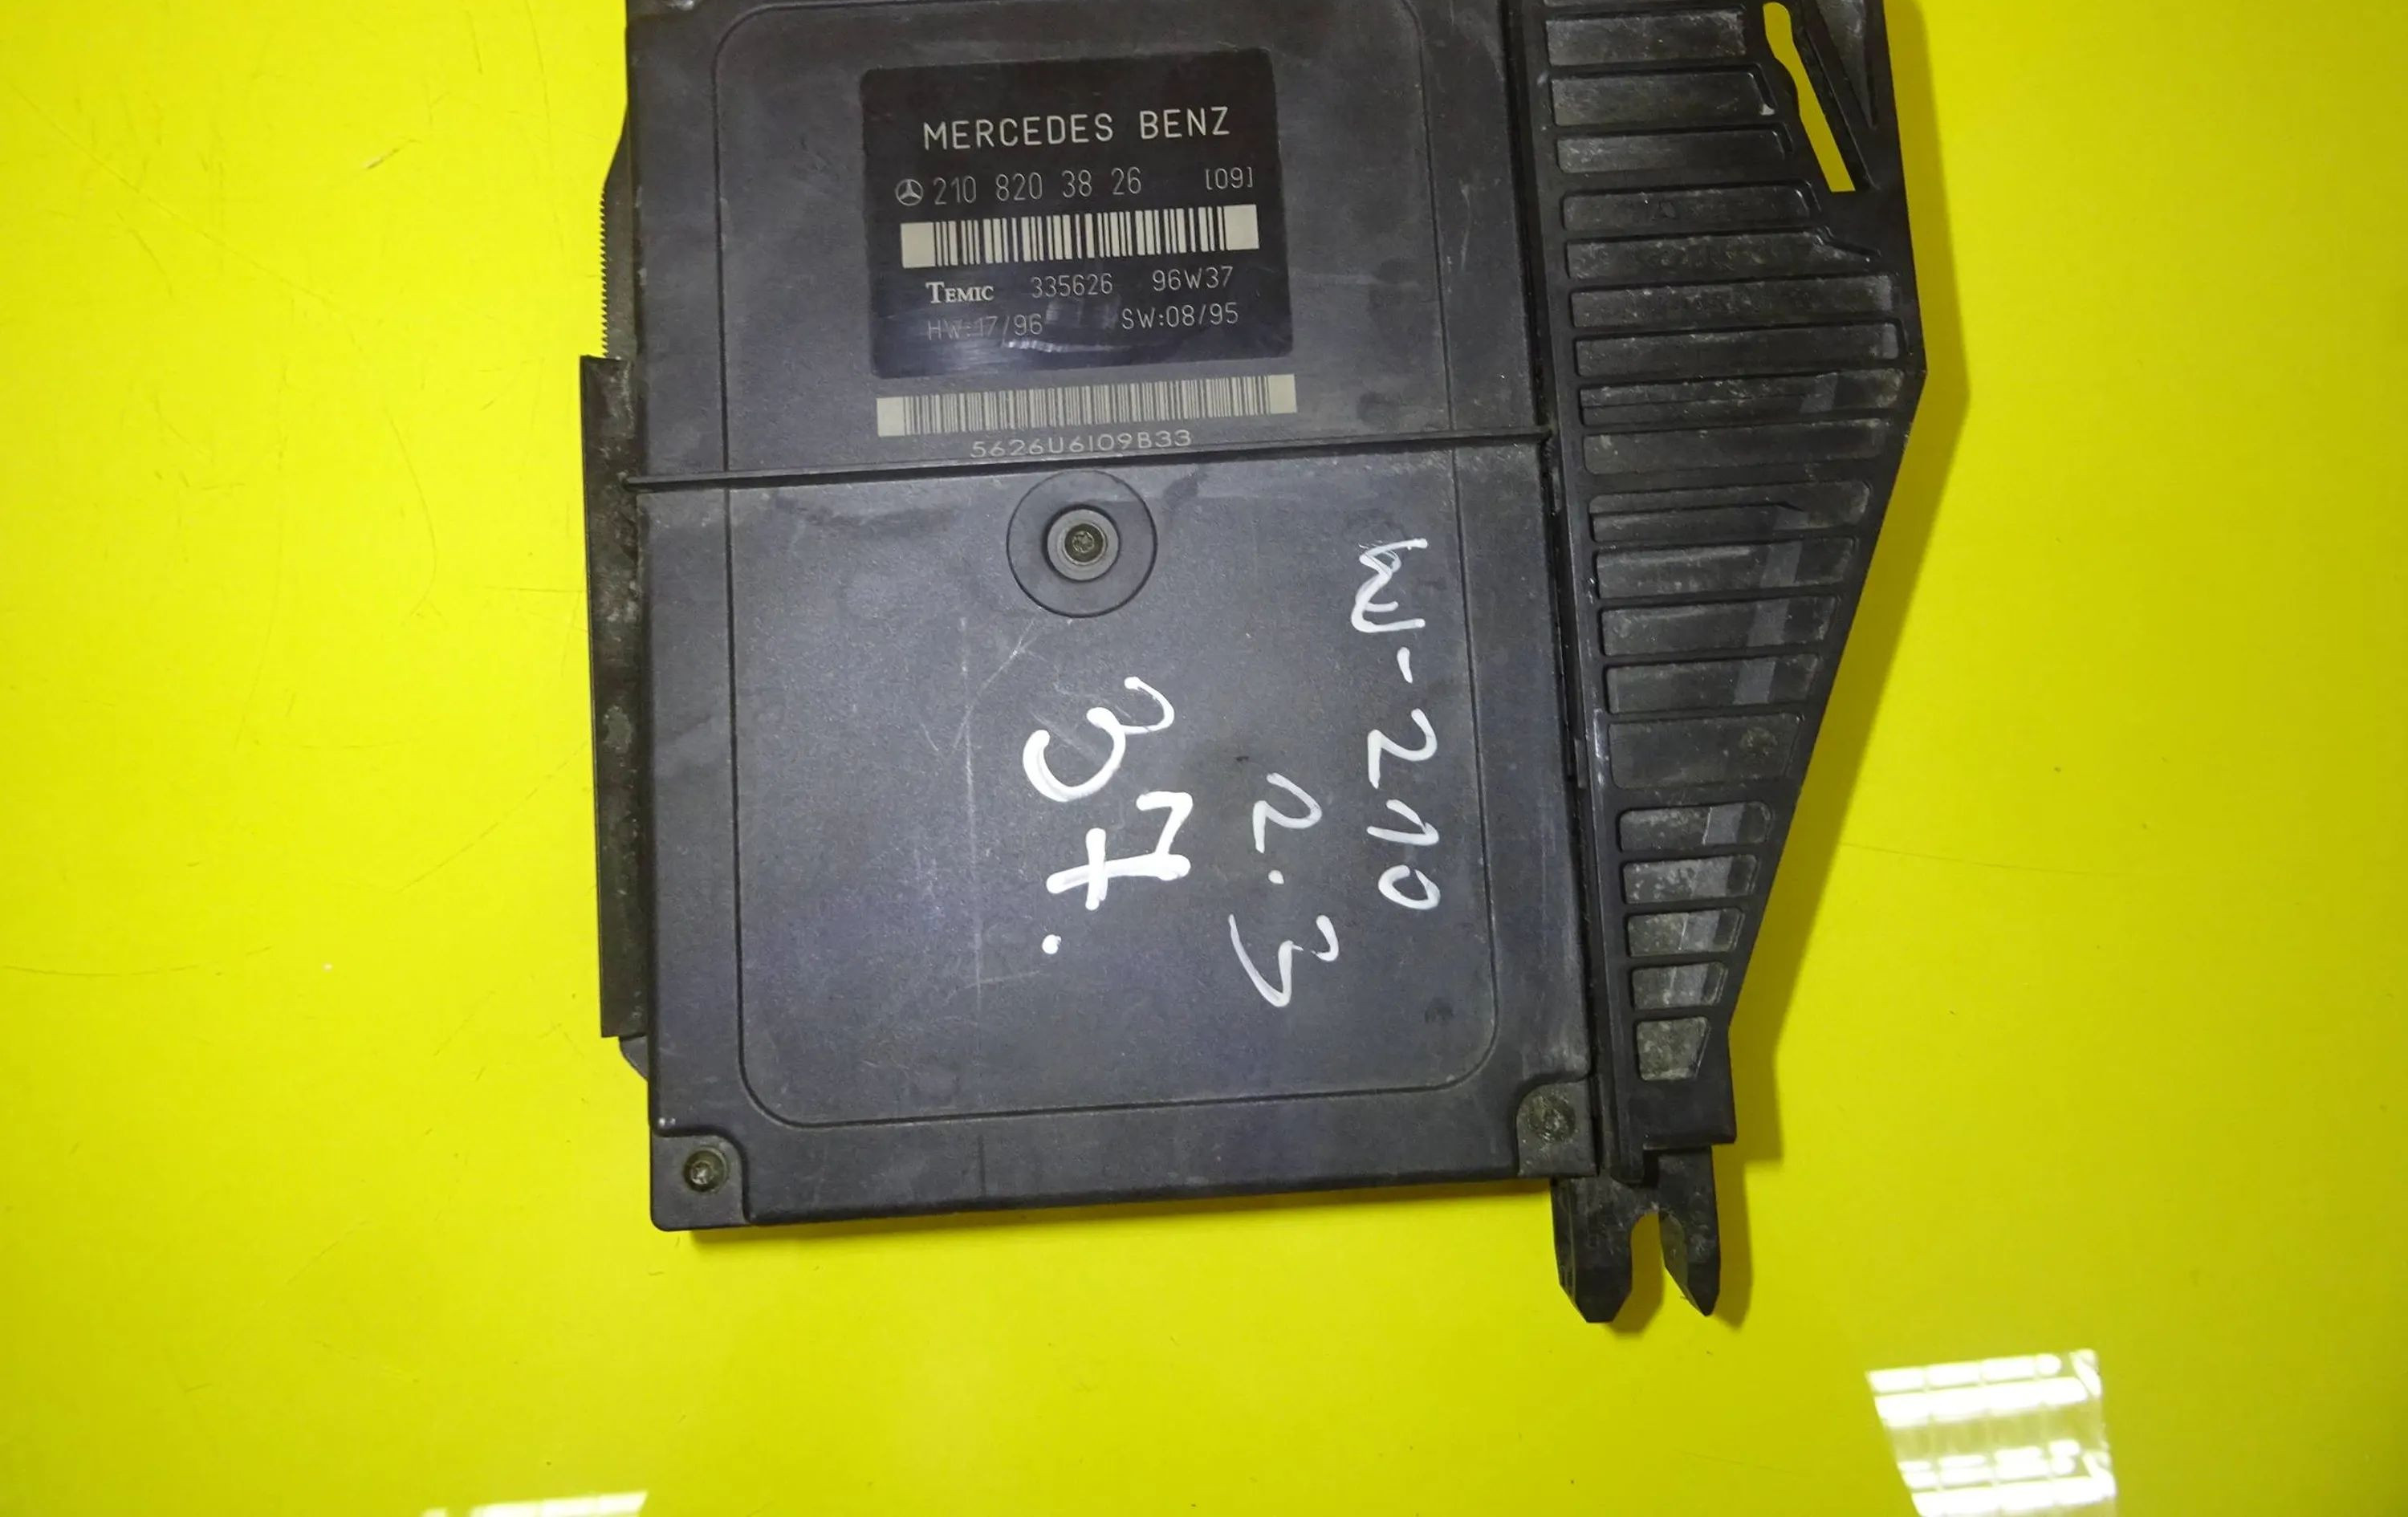 MERCEDES BENZ
210 820 38 26 [09]
TEMIC 335626 96W37
HW:17/96 SW:08/95
5626U6109B33
W-210
2.3
37.